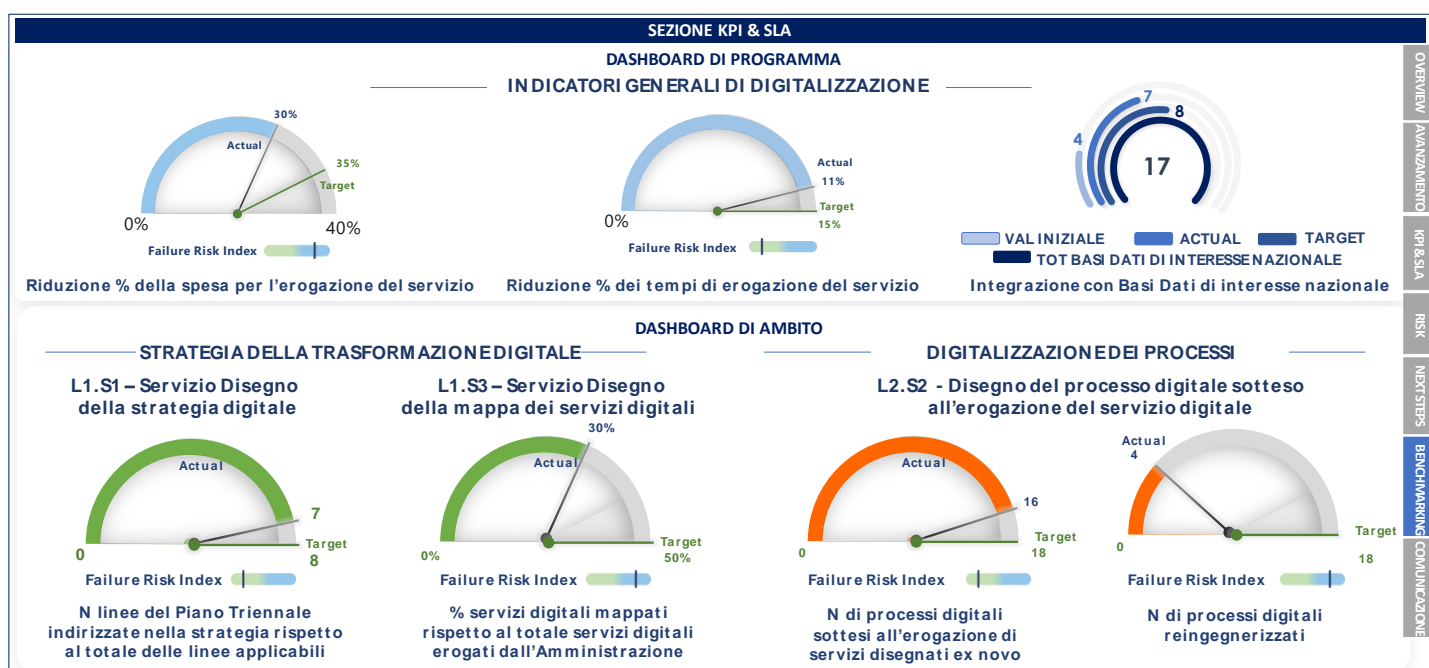 SEZIONE KPI & SLA
DASHBOARD DI PROGRAMMA
INDICATORI GENERALI DI DIGITALIZZAZIONE
30%
Actual
35%
Target
0%
40%
Failure Risk Index
Riduzione % della spesa per l'erogazione del servizio
Actual
11%
0%
Target
15%
Failure Risk Index
Riduzione % dei tempi di erogazione del servizio
4
7
8
17
VAL INIZIALE
ACTUAL
TARGET
TOT BASI DATI DI INTERESSE NAZIONALE
Integrazione con Basi Dati di interesse nazionale
DASHBOARD DI AMBITO
STRATEGIA DELLA TRASFORMAZIONE DIGITALE
L1.S1 – Servizio Disegno
della strategia digitale
Actual
7
0
Target
8
Failure Risk Index
N linee del Piano Triennale
indirizzate nella strategia rispetto
al totale delle linee applicabili
L1.S3 – Servizio Disegno
della mappa dei servizi digitali
30%
Actual
0%
Target
50%
Failure Risk Index
% servizi digitali mappati
rispetto al totale servizi digitali
erogati dall'Amministrazione
DIGITALIZZAZIONE DEI PROCESSI
L2.S2 - Disegno del processo digitale sotteso
all'erogazione del servizio digitale
Actual
16
0
Target
18
Failure Risk Index
N di processi digitali
sottesi all'erogazione di
servizi disegnati ex novo
Actual
4
0
Target
18
Failure Risk Index
N di processi digitali
reingegnerizzati
OVERVIEW
AVANZAMENTO
KPI & SLA
RISK
NEXT STEPS
BENCHMARKING
COMUNICAZIONE